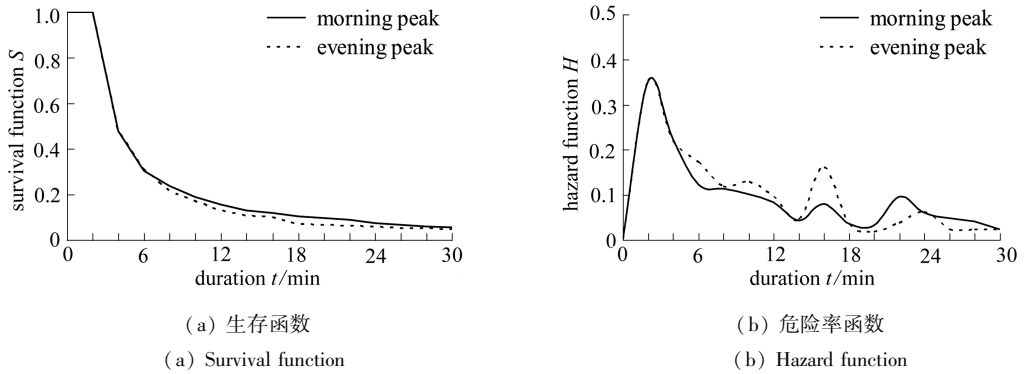 morning peak
evening peak
survival function S
1.0
0.8
0.6
0.4
0.2
0
0 6 12 18 24 30
duration t/min
(a) 生存函数
(a) Survival function
morning peak
evening peak
hazard function H
0.5
0.4
0.3
0.2
0.1
0
0 6 12 18 24 30
duration t/min
(b) 危险率函数
(b) Hazard function